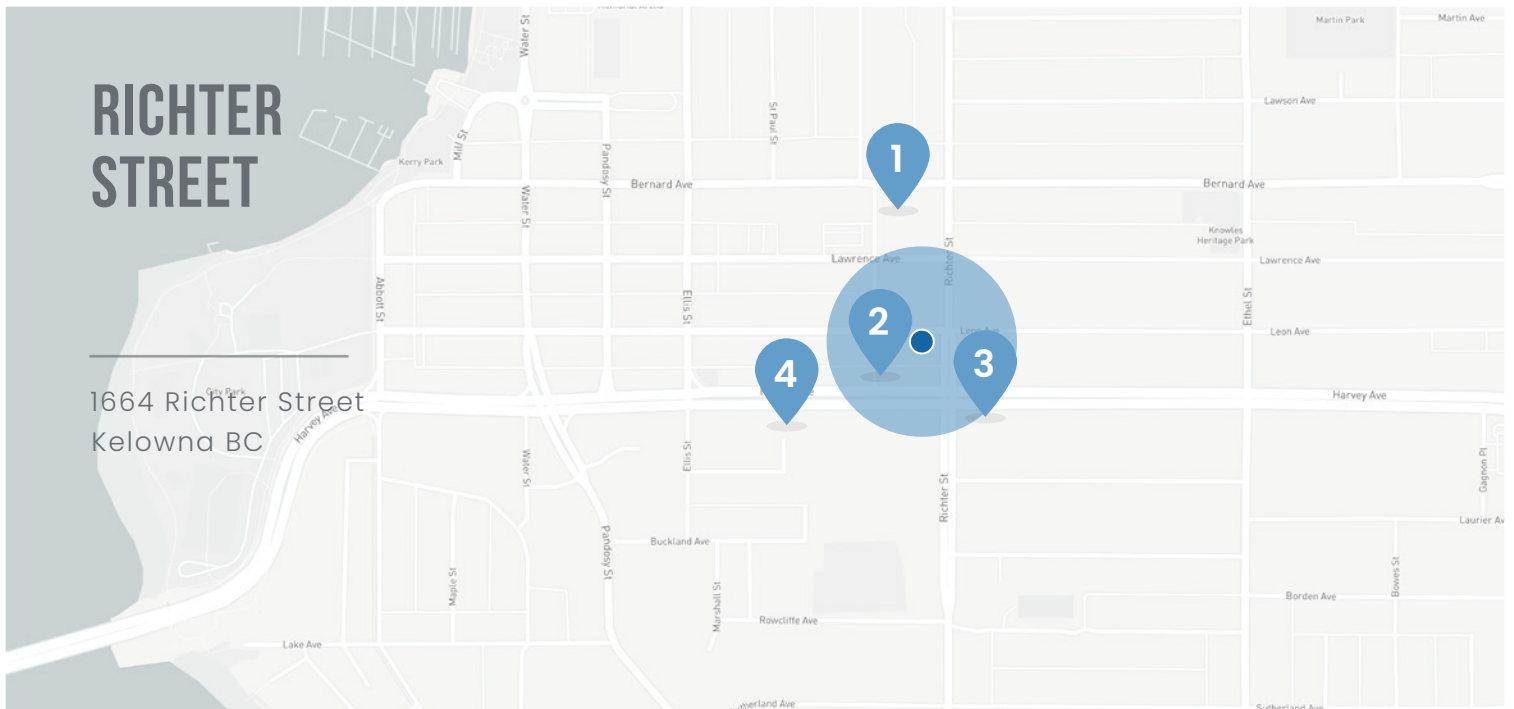 RICHTER
STREET
1664 Richter Street
Kelowna BC
Water St
Martin Park
Martin Ave
Lawson Ave
St Paul St
Mill St
Kerry Park
Pandosy St
1
Bernard Ave
Bernard Ave
Water St
Knowles
Heritage Park
Richter St
Lawrence Ave
Lawrence Ave
Abbott St
Ellis St
Ethel St
2
Leon Ave
Leon Ave
3
4
City Park
Harvey Ave
Harvey Ave
Water St
Ellis St
Richter St
Gagnon Pl
Laurier Av
Pandosy St
Buckland Ave
Maple St
Marshall St
Bowes St
Borden Ave
Rowcliffe Ave
Lake Ave
Sutherland Ave